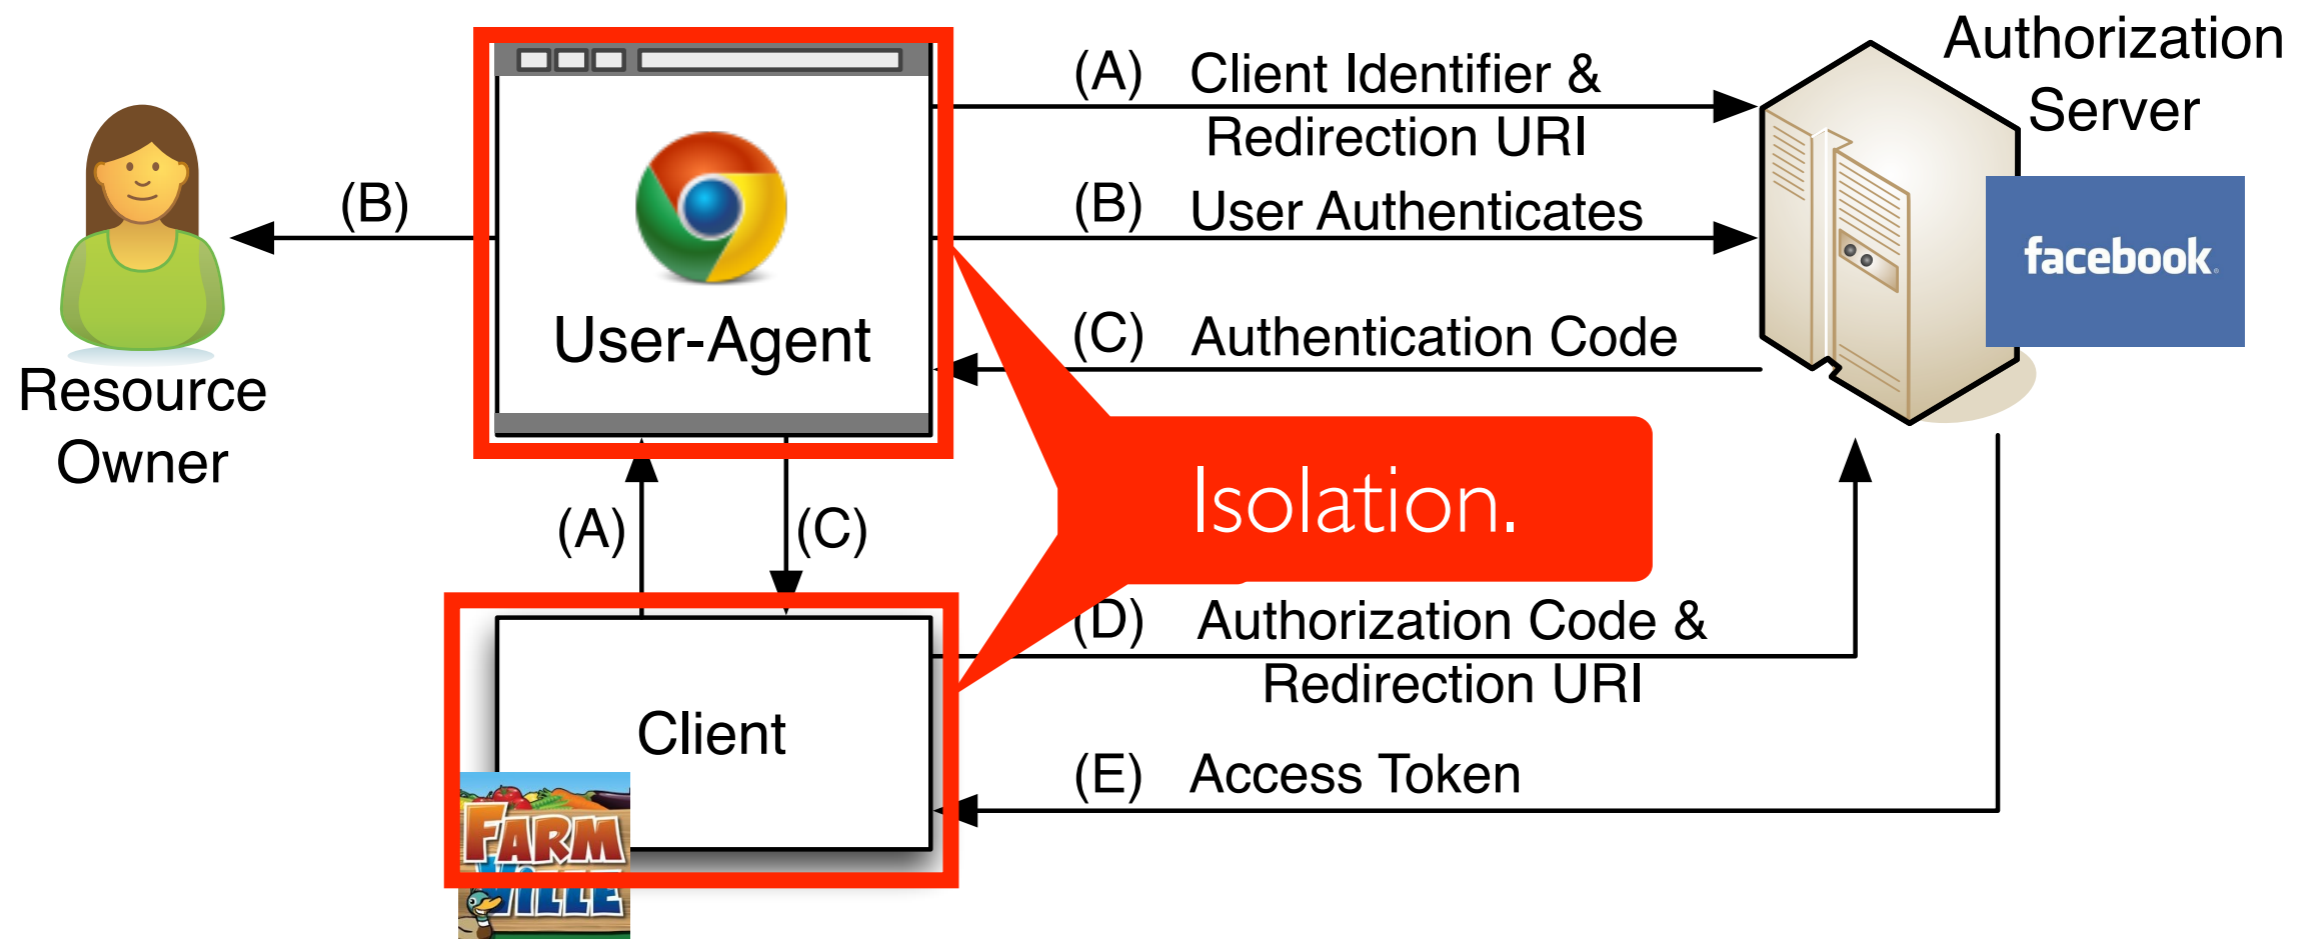 Authorization
Server
(A) Client Identifier &
Redirection URI
(B)
(B) User Authenticates
facebook
User-Agent
(C) Authentication Code
Resource
Owner
Isolation.
(A)
(C)
(D) Authorization Code &
Redirection URI
Client
(E) Access Token
FARM
VILLE